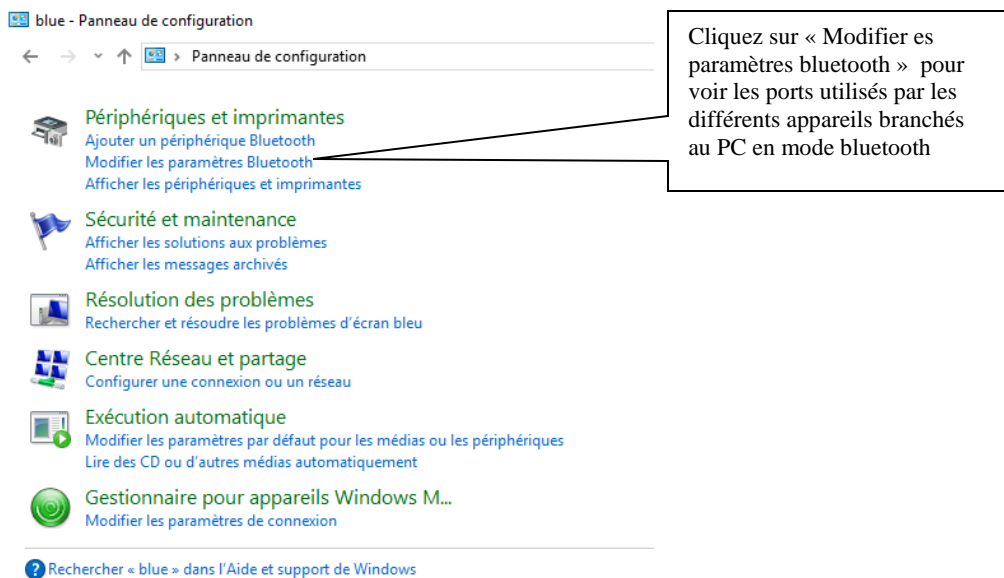 blue - Panneau de configuration
Panneau de configuration
Cliquez sur « Modifier es
paramètres bluetooth »  pour
voir les ports utilisés par les
différents appareils branchés
au PC en mode bluetooth
Périphériques et imprimantes
Ajouter un périphérique Bluetooth
Modifier les paramètres Bluetooth
Afficher les périphériques et imprimantes
Sécurité et maintenance
Afficher les solutions aux problèmes
Afficher les messages archivés
Résolution des problèmes
Rechercher et résoudre les problèmes d'écran bleu
Centre Réseau et partage
Configurer une connexion ou un réseau
Exécution automatique
Modifier les paramètres par défaut pour les médias ou les périphériques
Lire des CD ou d'autres médias automatiquement
Gestionnaire pour appareils Windows M...
Modifier les paramètres de connexion
Rechercher « blue » dans l'Aide et support de Windows